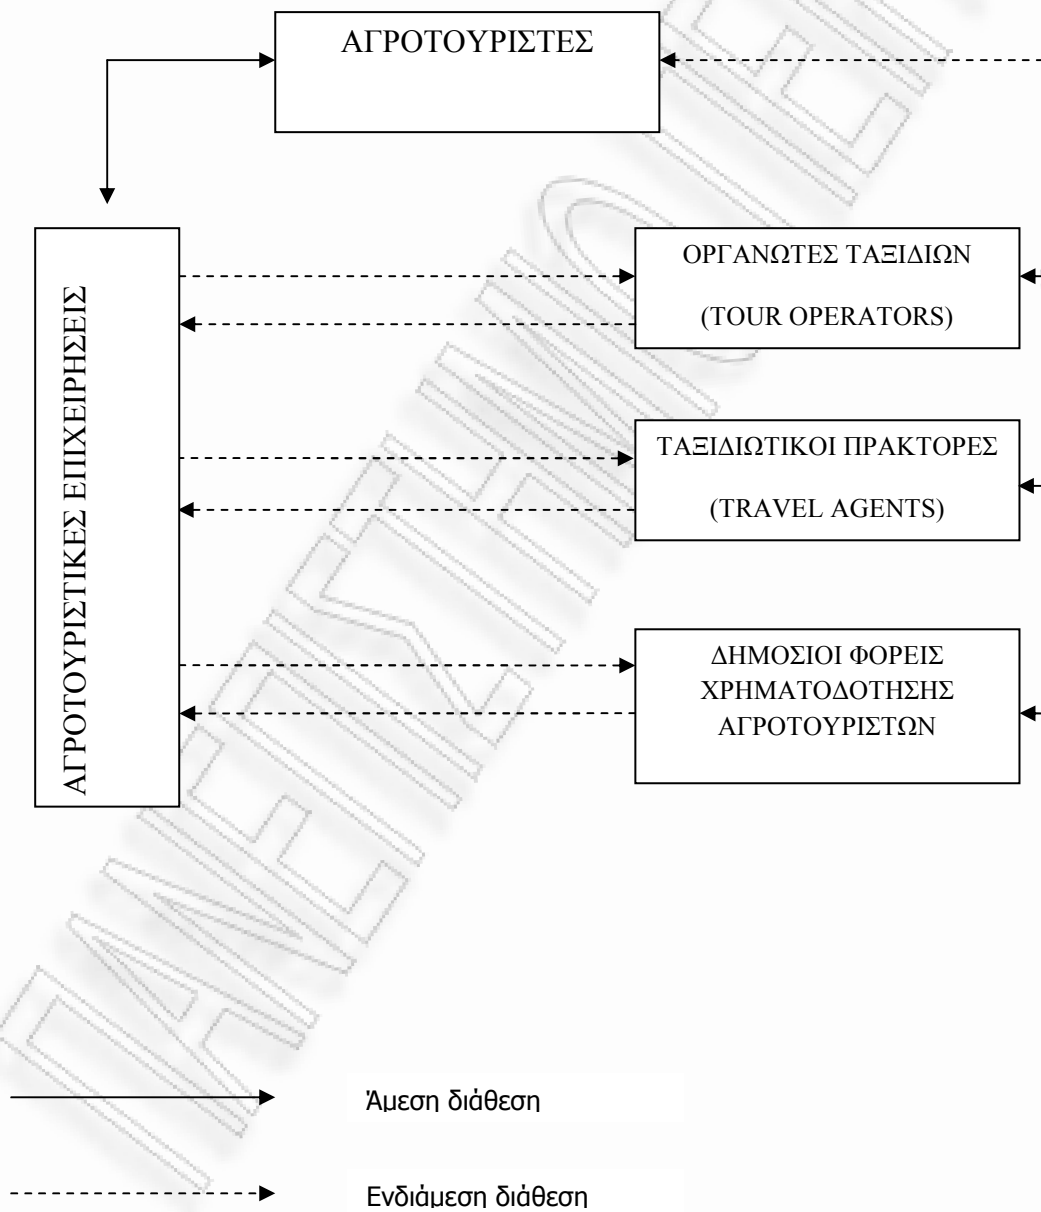 ΑΓΡΟΤΟΥΡΙΣΤΕΣ
ΑΓΡΟΤΟΥΡΙΣΤΙΚΕΣ ΕΠΙΧΕΙΡΗΣΕΙΣ
ΟΡΓΑΝΩΤΕΣ ΤΑΞΙΔΙΩΝ
(TOUR OPERATORS)
ΤΑΞΙΔΙΩΤΙΚΟΙ ΠΡΑΚΤΟΡΕΣ
(TRAVEL AGENTS)
ΔΗΜΟΣΙΟΙ ΦΟΡΕΙΣ
ΧΡΗΜΑΤΟΔΟΤΗΣΗΣ
ΑΓΡΟΤΟΥΡΙΣΤΩΝ
Άμεση διάθεση
Ενδιάμεση διάθεση